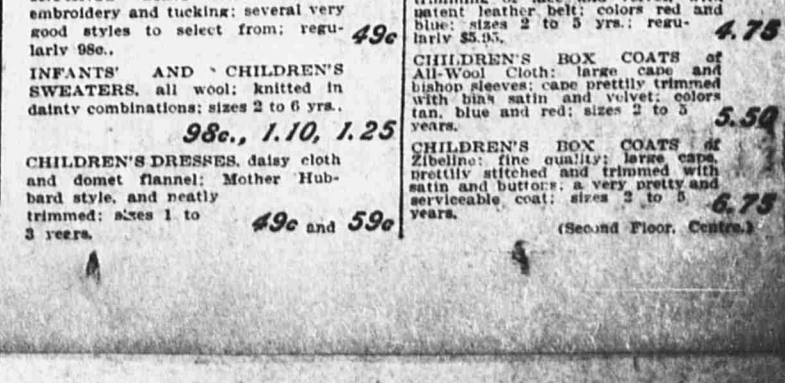 embroidery and tucking; several very
good styles to select from; regu-
larly 98c., 49c
INFANTS' AND CHILDREN'S
SWEATERS, all wool; knitted in
dainty combinations; sizes 2 to 6 yrs.,
98c., 1.10, 1.25
CHILDREN'S DRESSES, daisy cloth
and domet flannel; Mother Hub-
bard style, and neatly
trimmed; sizes 1 to
3 years. 49c and 59c
patent leather belt; colors red and
blue; sizes 2 to 5 yrs.; regu-
larly $5.95, 4.75
CHILDREN'S BOX COATS of
All-Wool Cloth; large cape and
bishop sleeves; cape prettily trimmed
with bias satin and velvet; colors
tan, blue and red; sizes 2 to 5
years. 5.50
CHILDREN'S BOX COATS of
Zibeline; fine quality; large cape,
prettily stitched and trimmed with
satin and buttons; a very pretty and
serviceable coat; sizes 2 to 5
years. 6.75
(Second Floor, Centre.)